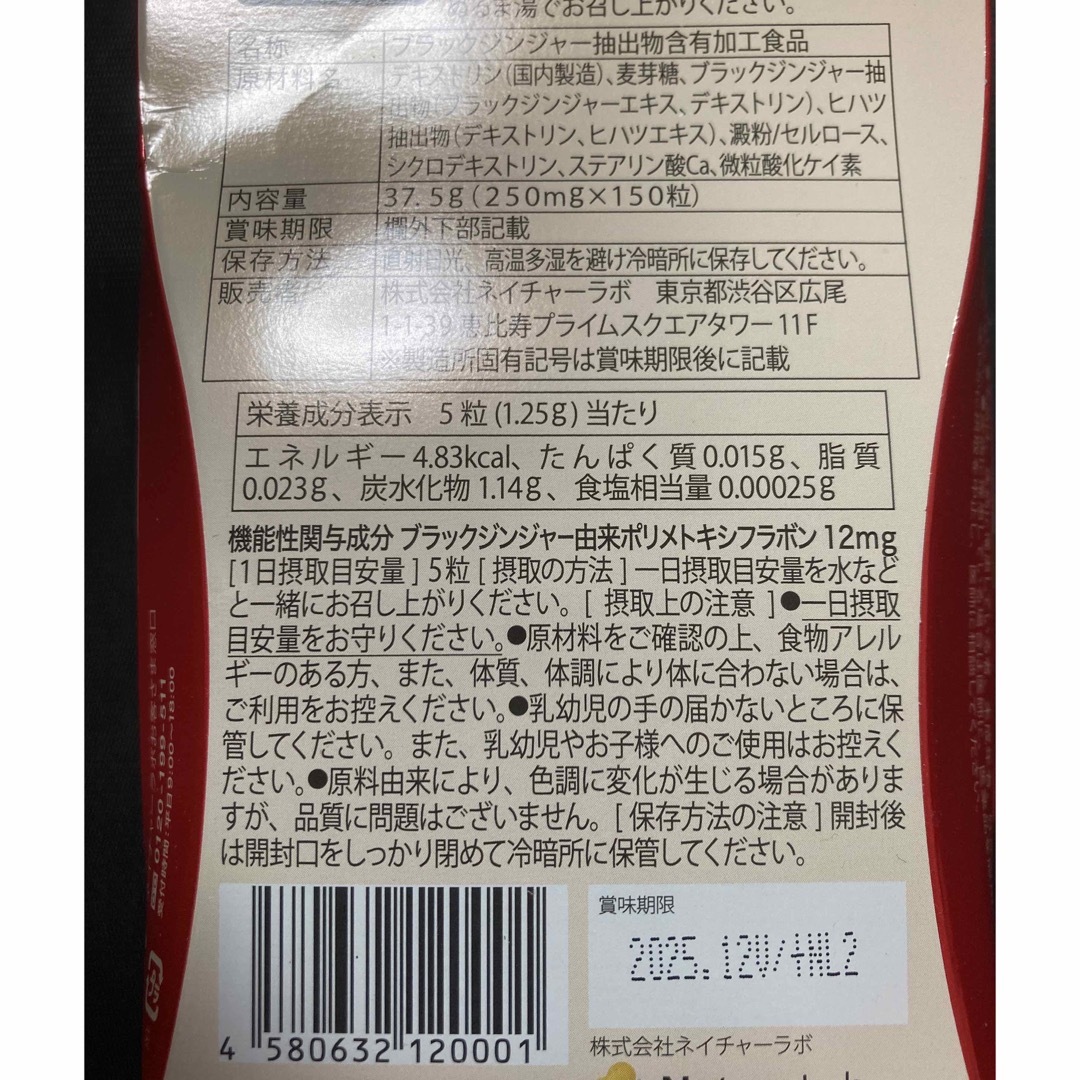 ぬるま湯でお召し上がりください。
名称 ブラックジンジャー抽出物含有加工食品
原材料名 デキストリン(国内製造)、麦芽糖、ブラックジンジャー抽
出物(ブラックジンジャーエキス、デキストリン)、ヒハツ
抽出物(デキストリン、ヒハツエキス)、澱粉/セルロース、
シクロデキストリン、ステアリン酸Ca、微粒酸化ケイ素
内容量 37.5g(250mg×150粒)
賞味期限 欄外下部記載
保存方法 直射日光、高温多湿を避け冷暗所に保存してください。
販売者 株式会社ネイチャーラボ 東京都渋谷区広尾
1-1-39 恵比寿プライムスクエアタワー11F
※製造所固有記号は賞味期限後に記載
栄養成分表示 5粒(1.25g)当たり
エネルギー4.83kcal、たんぱく質0.015g、脂質
0.023g、炭水化物1.14g、食塩相当量0.00025g
機能性関与成分 ブラックジンジャー由来ポリメトキシフラボン 12mg
[1日摂取目安量]5粒[摂取の方法]一日摂取目安量を水など
と一緒にお召し上がりください。[摂取上の注意]●一日摂取
目安量をお守りください。●原材料をご確認の上、食物アレル
ギーのある方、また、体質、体調により体に合わない場合は、
ご利用をお控えください。●乳幼児の手の届かないところに保
管してください。また、乳幼児やお子様へのご使用はお控えく
ださい。●原料由来により、色調に変化が生じる場合がありま
すが、品質に問題はございません。[保存方法の注意]開封後
は開封口をしっかり閉めて冷暗所に保管してください。
0120-199-511
受付時間:平日9:00~18:00
賞味期限
2025.12V/4NL2
4 580632 120001
株式会社ネイチャーラボ